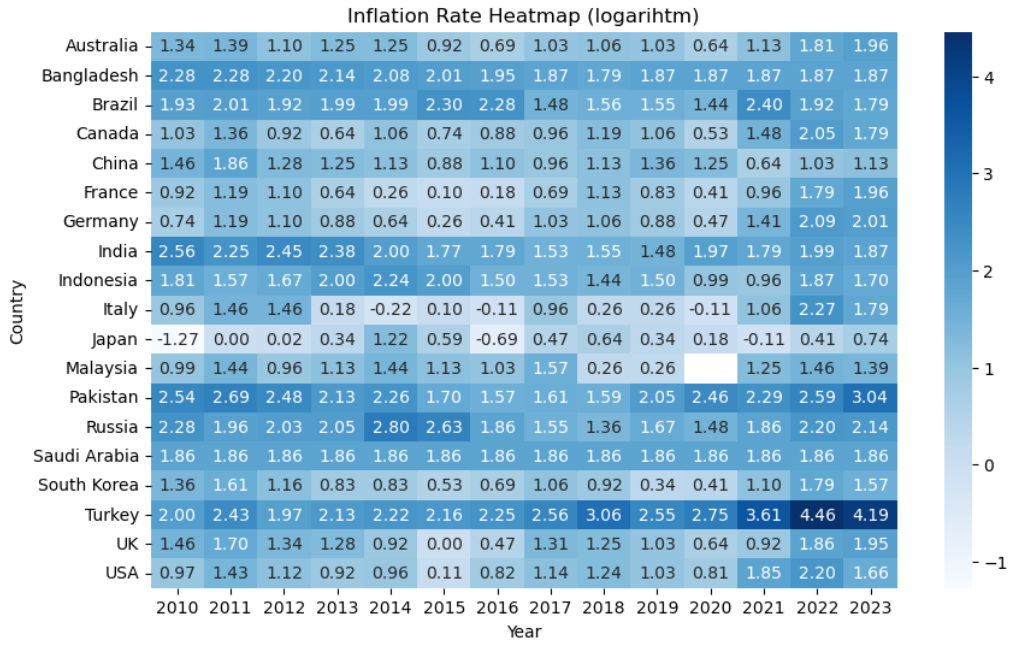 Inflation Rate Heatmap (logarihtm)
Australia 1.34 1.39 1.10 1.25 1.25 0.92 0.69 1.03 1.06 1.03 0.64 1.13 1.81 1.96
Bangladesh 2.28 2.28 2.20 2.14 2.08 2.01 1.95 1.87 1.79 1.87 1.87 1.87 1.87 1.87
Brazil 1.93 2.01 1.92 1.99 1.99 2.30 2.28 1.48 1.56 1.55 1.44 2.40 1.92 1.79
Canada 1.03 1.36 0.92 0.64 1.06 0.74 0.88 0.96 1.19 1.06 0.53 1.48 2.05 1.79
China 1.46 1.86 1.28 1.25 1.13 0.88 1.10 0.96 1.13 1.36 1.25 0.64 1.03 1.13
France 0.92 1.19 1.10 0.64 0.26 0.10 0.18 0.69 1.13 0.83 0.41 0.96 1.79 1.96
Germany 0.74 1.19 1.10 0.88 0.64 0.26 0.41 1.03 1.06 0.88 0.47 1.41 2.09 2.01
India 2.56 2.25 2.45 2.38 2.00 1.77 1.79 1.53 1.55 1.48 1.97 1.79 1.99 1.87
Indonesia 1.81 1.57 1.67 2.00 2.24 2.00 1.50 1.53 1.44 1.50 0.99 0.96 1.87 1.70
Italy 0.96 1.46 1.46 0.18 -0.22 0.10 -0.11 0.96 0.26 0.26 -0.11 1.06 2.27 1.79
Japan -1.27 0.00 0.02 0.34 1.22 0.59 -0.69 0.47 0.64 0.34 0.18 -0.11 0.41 0.74
Malaysia 0.99 1.44 0.96 1.13 1.44 1.13 1.03 1.57 0.26 0.26 1.25 1.46 1.39
Pakistan 2.54 2.69 2.48 2.13 2.26 1.70 1.57 1.61 1.59 2.05 2.46 2.29 2.59 3.04
Russia 2.28 1.96 2.03 2.05 2.80 2.63 1.86 1.55 1.36 1.67 1.48 1.86 2.20 2.14
Saudi Arabia 1.86 1.86 1.86 1.86 1.86 1.86 1.86 1.86 1.86 1.86 1.86 1.86 1.86 1.86
South Korea 1.36 1.61 1.16 0.83 0.83 0.53 0.69 1.06 0.92 0.34 0.41 1.10 1.79 1.57
Turkey 2.00 2.43 1.97 2.13 2.22 2.16 2.25 2.56 3.06 2.55 2.75 3.61 4.46 4.19
UK 1.46 1.70 1.34 1.28 0.92 0.00 0.47 1.31 1.25 1.03 0.64 0.92 1.86 1.95
USA 0.97 1.43 1.12 0.92 0.96 0.11 0.82 1.14 1.24 1.03 0.81 1.85 2.20 1.66
2010 2011 2012 2013 2014 2015 2016 2017 2018 2019 2020 2021 2022 2023
Year
Country
4
3
2
1
0
−1